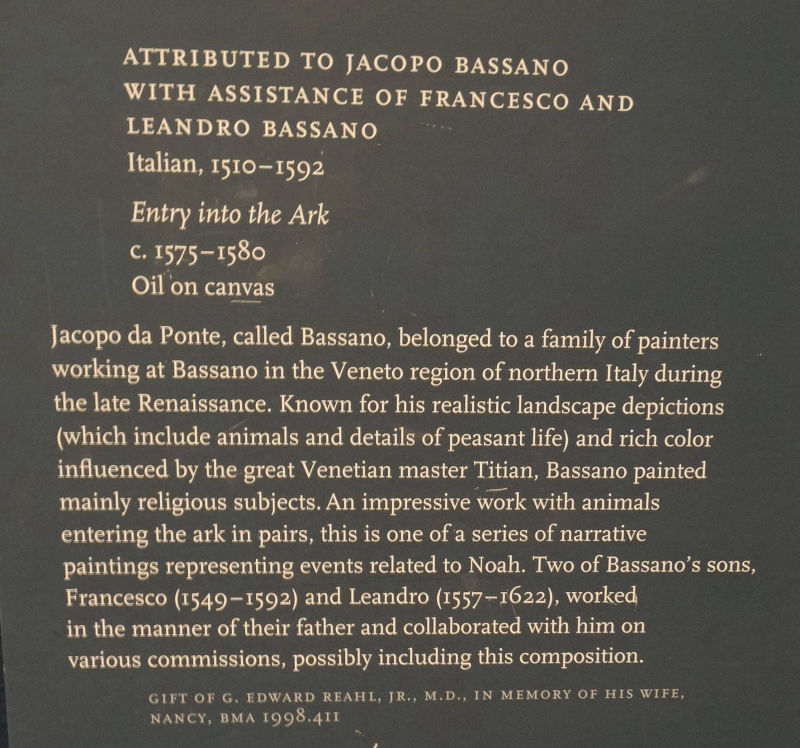 ATTRIBUTED TO JACOPO BASSANO
WITH ASSISTANCE OF FRANCESCO AND
LEANDRO BASSANO
Italian, 1510–1592
Entry into the Ark
c. 1575–1580
Oil on canvas
Jacopo da Ponte, called Bassano, belonged to a family of painters
working at Bassano in the Veneto region of northern Italy during
the late Renaissance. Known for his realistic landscape depictions
(which include animals and details of peasant life) and rich color
influenced by the great Venetian master Titian, Bassano painted
mainly religious subjects. An impressive work with animals
entering the ark in pairs, this is one of a series of narrative
paintings representing events related to Noah. Two of Bassano's sons,
Francesco (1549–1592) and Leandro (1557–1622), worked
in the manner of their father and collaborated with him on
various commissions, possibly including this composition.
GIFT OF G. EDWARD REAHL, JR., M.D., IN MEMORY OF HIS WIFE,
NANCY, BMA 1998.411